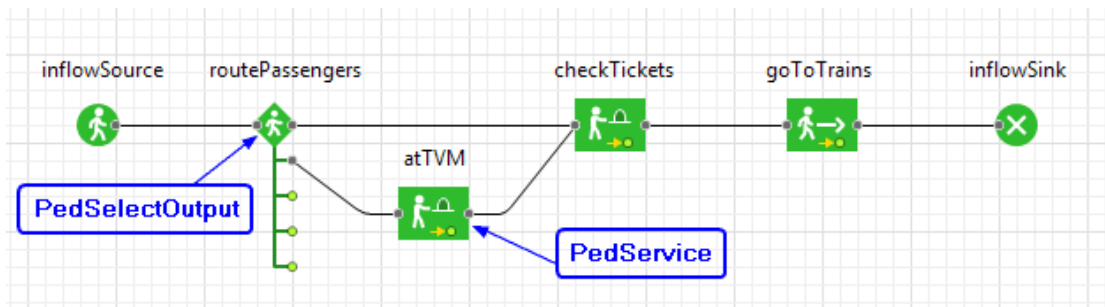 inflowSource
routePassengers
checkTickets
goToTrains
inflowSink
atTVM
PedSelectOutput
PedService